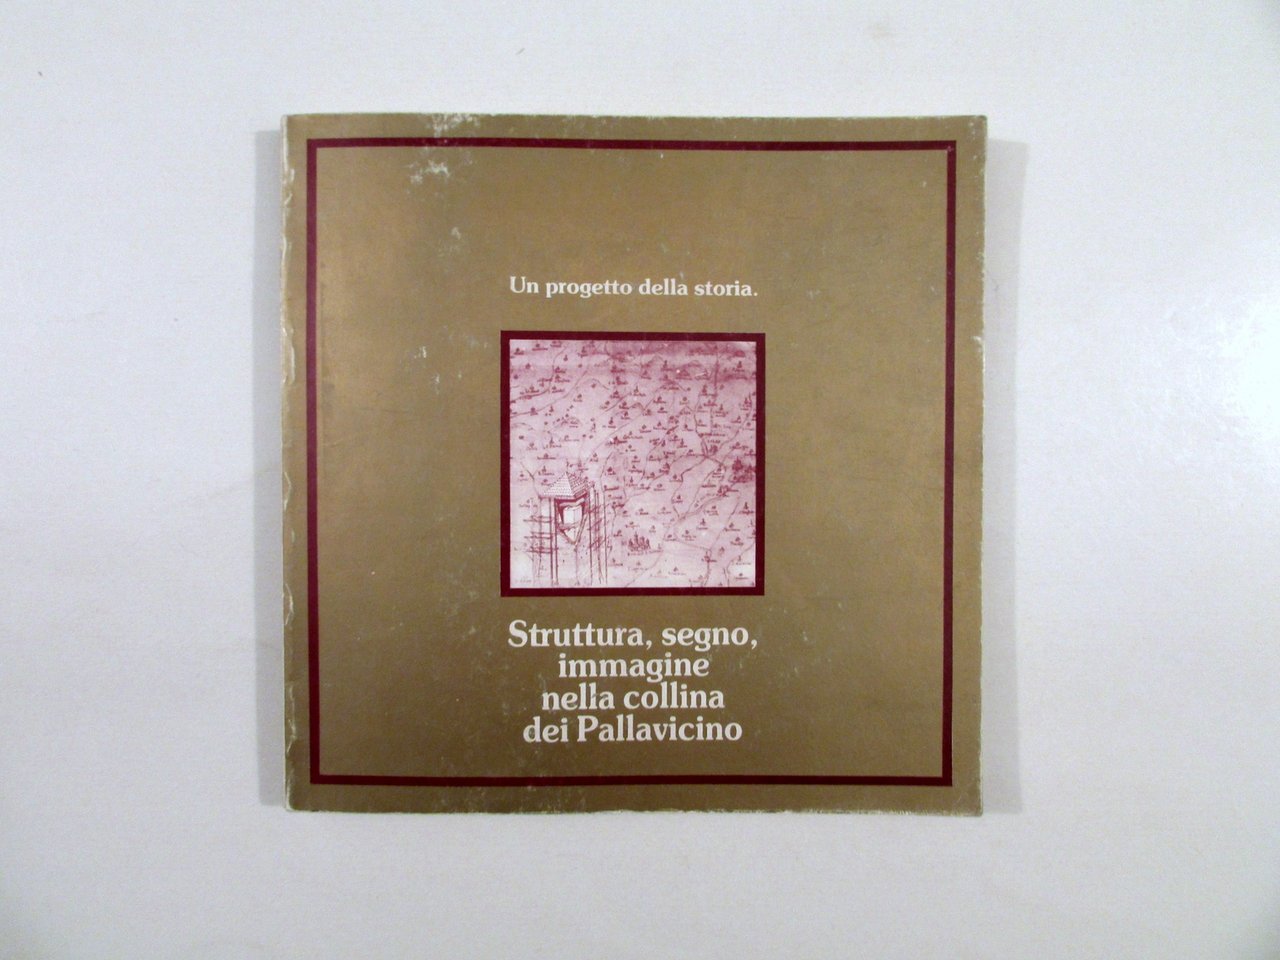 Un progetto della storia.
Struttura, segno,
immagine
nella collina
dei Pallavicino